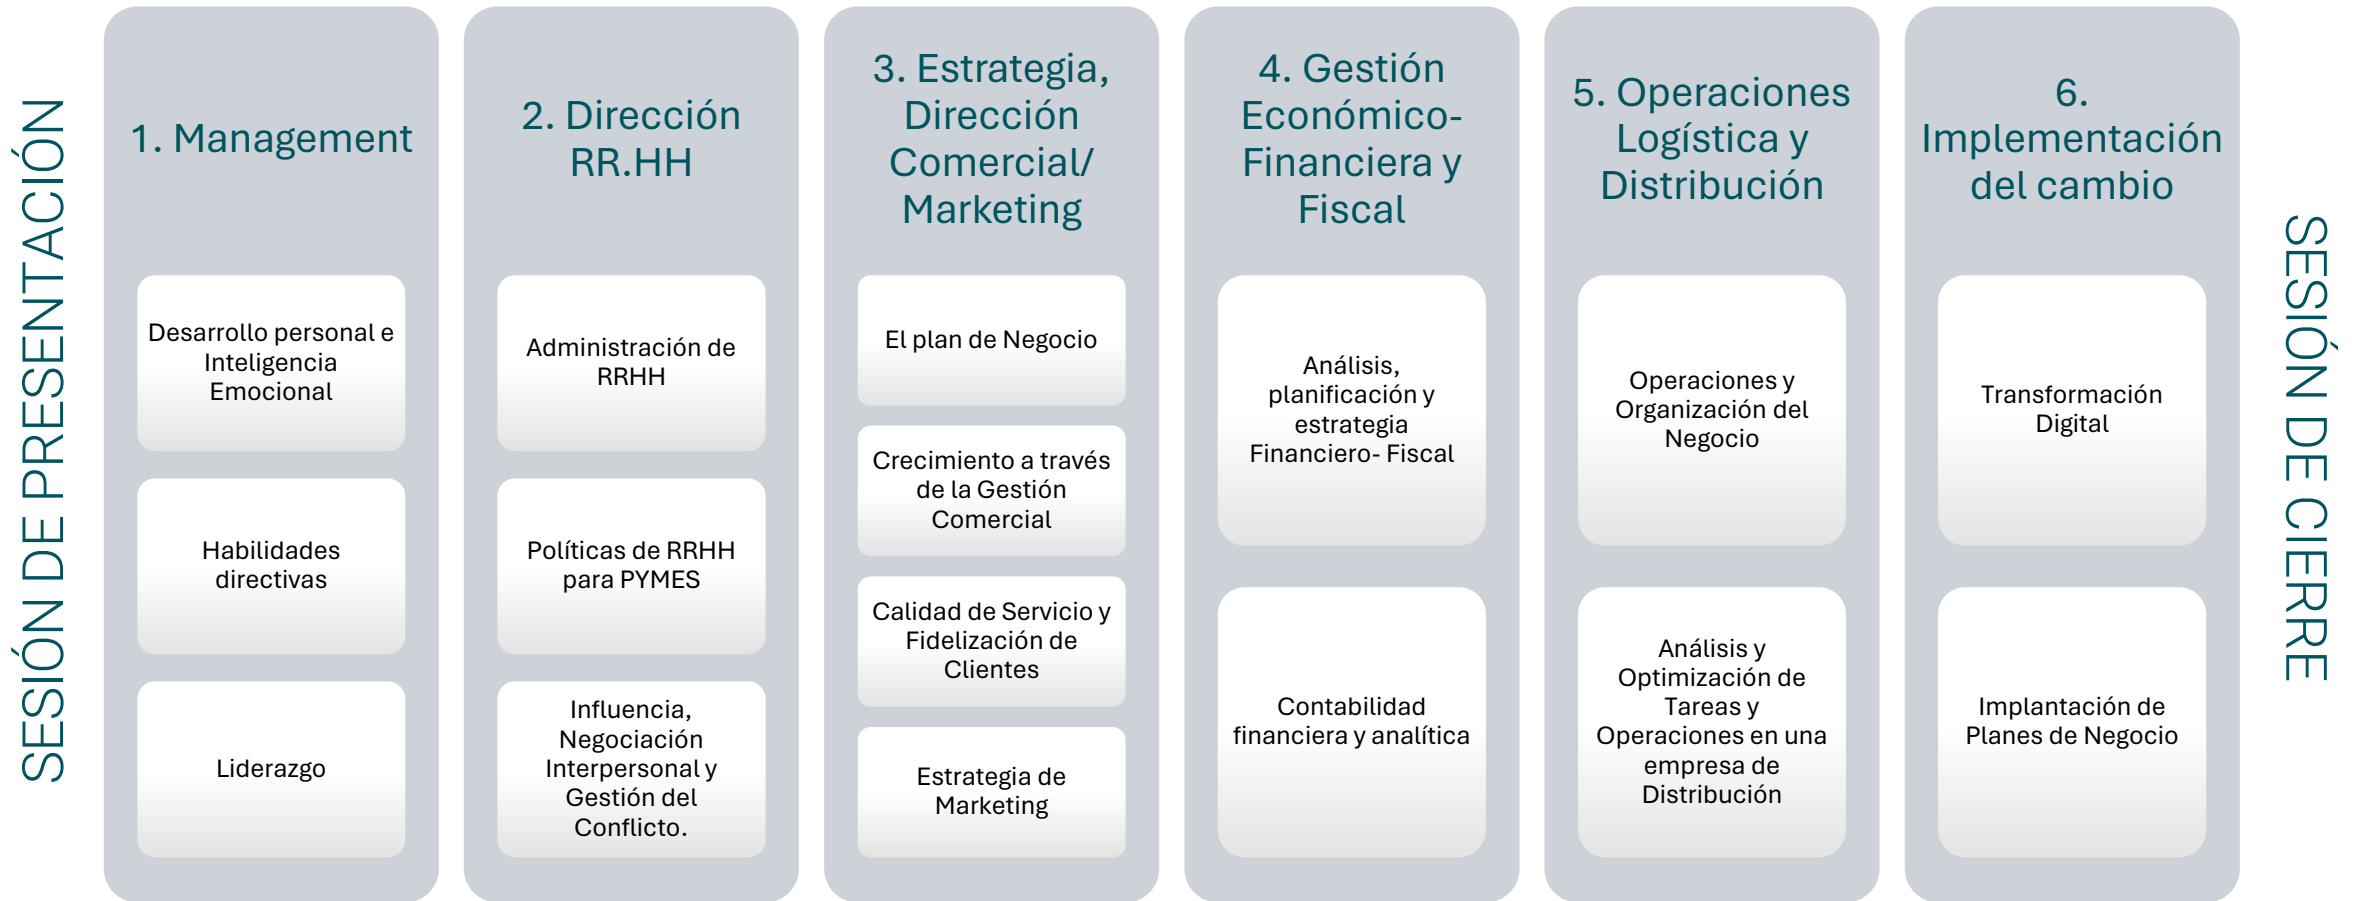 SESIÓN DE PRESENTACIÓN
1. Management
Desarrollo personal e
Inteligencia
Emocional
Habilidades
directivas
Liderazgo
2. Dirección
RR.HH
Administración de
RRHH
Políticas de RRHH
para PYMES
Influencia,
Negociación
Interpersonal y
Gestión del
Conflicto.
3. Estrategia,
Dirección
Comercial/
Marketing
El plan de Negocio
Crecimiento a través
de la Gestión
Comercial
Calidad de Servicio y
Fidelización de
Clientes
Estrategia de
Marketing
4. Gestión
Económico-
Financiera y
Fiscal
Análisis,
planificación y
estrategia
Financiero- Fiscal
Contabilidad
financiera y analítica
5. Operaciones
Logística y
Distribución
Operaciones y
Organización del
Negocio
Análisis y
Optimización de
Tareas y
Operaciones en una
empresa de
Distribución
6.
Implementación
del cambio
Transformación
Digital
Implantación de
Planes de Negocio
SESIÓN DE CIERRE